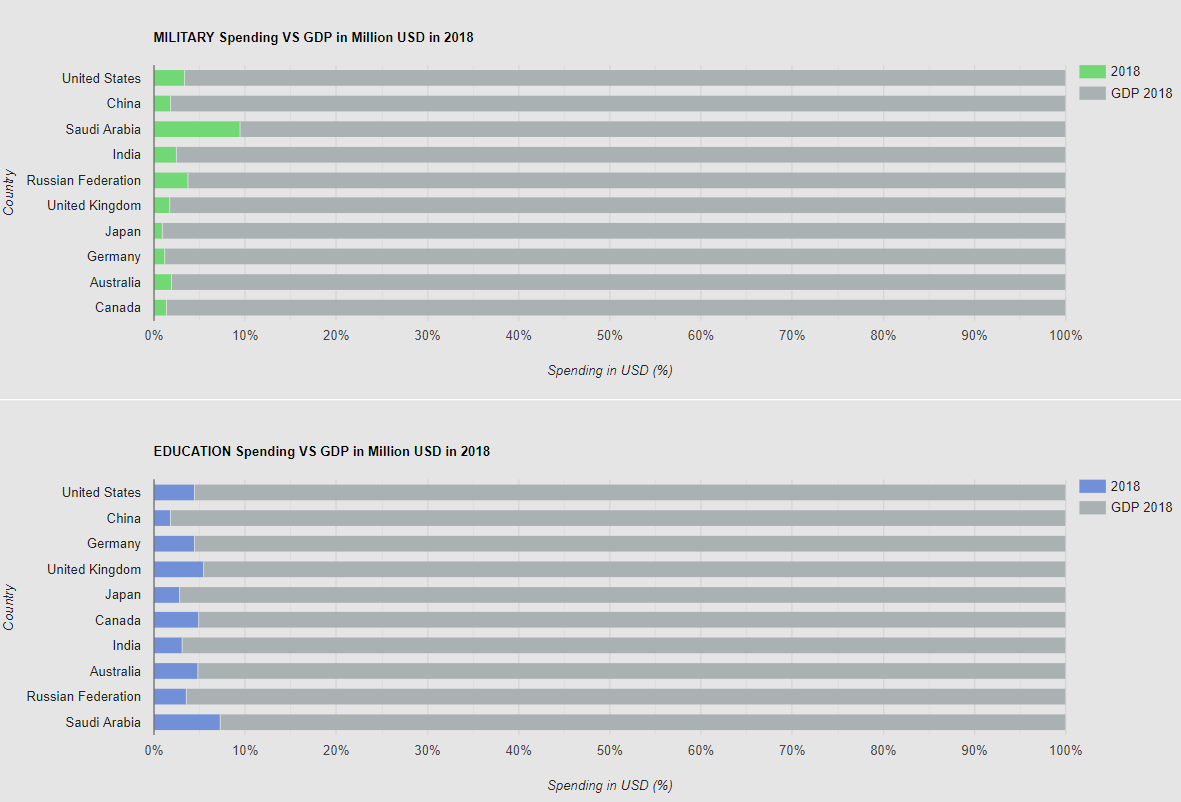 MILITARY Spending VS GDP in Million USD in 2018
2018
GDP 2018
Country
United States
China
Saudi Arabia
India
Russian Federation
United Kingdom
Japan
Germany
Australia
Canada
0% 10% 20% 30% 40% 50% 60% 70% 80% 90% 100%
Spending in USD (%)
EDUCATION Spending VS GDP in Million USD in 2018
2018
GDP 2018
Country
United States
China
Germany
United Kingdom
Japan
Canada
India
Australia
Russian Federation
Saudi Arabia
0% 10% 20% 30% 40% 50% 60% 70% 80% 90% 100%
Spending in USD (%)